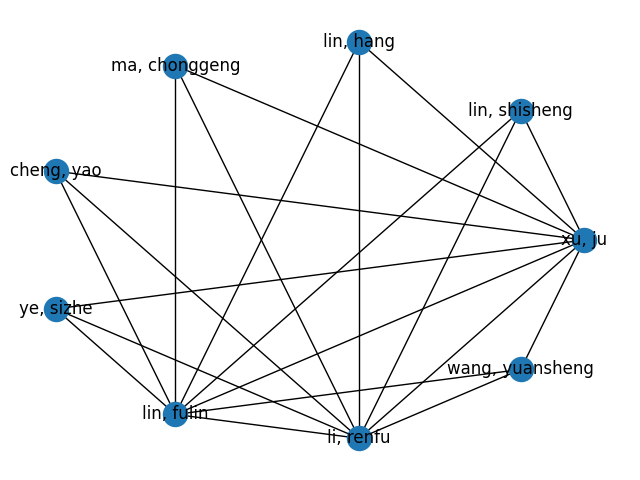 lin, hang
ma, chonggeng
lin, shisheng
cheng, yao
xu, ju
ye, sizhe
wang, yuansheng
lin, fulin
li, renfu